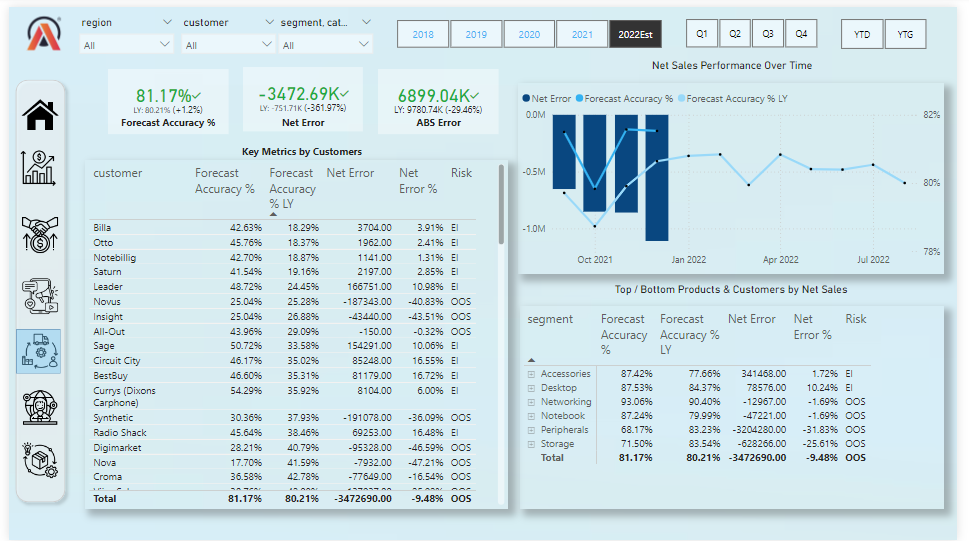 region
customer
segment, cat...
All
All
All
2018
2019
2020
2021
2022Est
Q1
Q2
Q3
Q4
YTD
YTG
81.17%
LY: 80.21% (+1.2%)
Forecast Accuracy %
-3472.69K
LY: -751.71K (-361.97%)
Net Error
6899.04K
LY: 9780.74K (-29.46%)
ABS Error
Net Sales Performance Over Time
Net Error Forecast Accuracy % Forecast Accuracy % LY
0.0M
-0.5M
-1.0M
82%
80%
78%
Oct 2021
Jan 2022
Apr 2022
Jul 2022
Key Metrics by Customers
customer Forecast Accuracy % Forecast Accuracy % LY Net Error Net Error % Risk
Billa 42.63% 18.29% 3704.00 3.91% EI
Otto 45.76% 18.37% 1962.00 2.41% EI
Notebillig 42.70% 18.87% 1141.00 1.31% EI
Saturn 41.54% 19.16% 2197.00 2.85% EI
Leader 48.72% 24.45% 166751.00 10.98% EI
Novus 25.04% 25.28% -187343.00 -40.83% OOS
Insight 25.04% 26.88% -43440.00 -43.51% OOS
All-Out 43.96% 29.09% -150.00 -0.32% OOS
Sage 50.72% 33.58% 154291.00 10.06% EI
Circuit City 46.17% 35.02% 85248.00 16.55% EI
BestBuy 46.60% 35.31% 81179.00 16.72% EI
Currys (Dixons 54.29% 35.92% 8104.00 6.00% EI
Carphone)
Synthetic 30.36% 37.93% -191078.00 -36.09% OOS
Radio Shack 45.64% 38.46% 69253.00 16.48% EI
Digimarket 28.21% 40.79% -95328.00 -46.59% OOS
Nova 17.70% 41.59% -7932.00 -47.21% OOS
Croma 36.58% 42.78% -77649.00 -16.54% OOS
Total 81.17% 80.21% -3472690.00 -9.48% OOS
Top / Bottom Products & Customers by Net Sales
segment Forecast Accuracy % Forecast Accuracy % LY Net Error Net Error % Risk
Accessories 87.42% 77.66% 341468.00 1.72% EI
Desktop 87.53% 84.37% 78576.00 10.24% EI
Networking 93.06% 90.40% -12967.00 -1.69% OOS
Notebook 87.24% 79.99% -47221.00 -1.69% OOS
Peripherals 68.17% 83.23% -3204280.00 -31.83% OOS
Storage 71.50% 83.54% -628266.00 -25.61% OOS
Total 81.17% 80.21% -3472690.00 -9.48% OOS